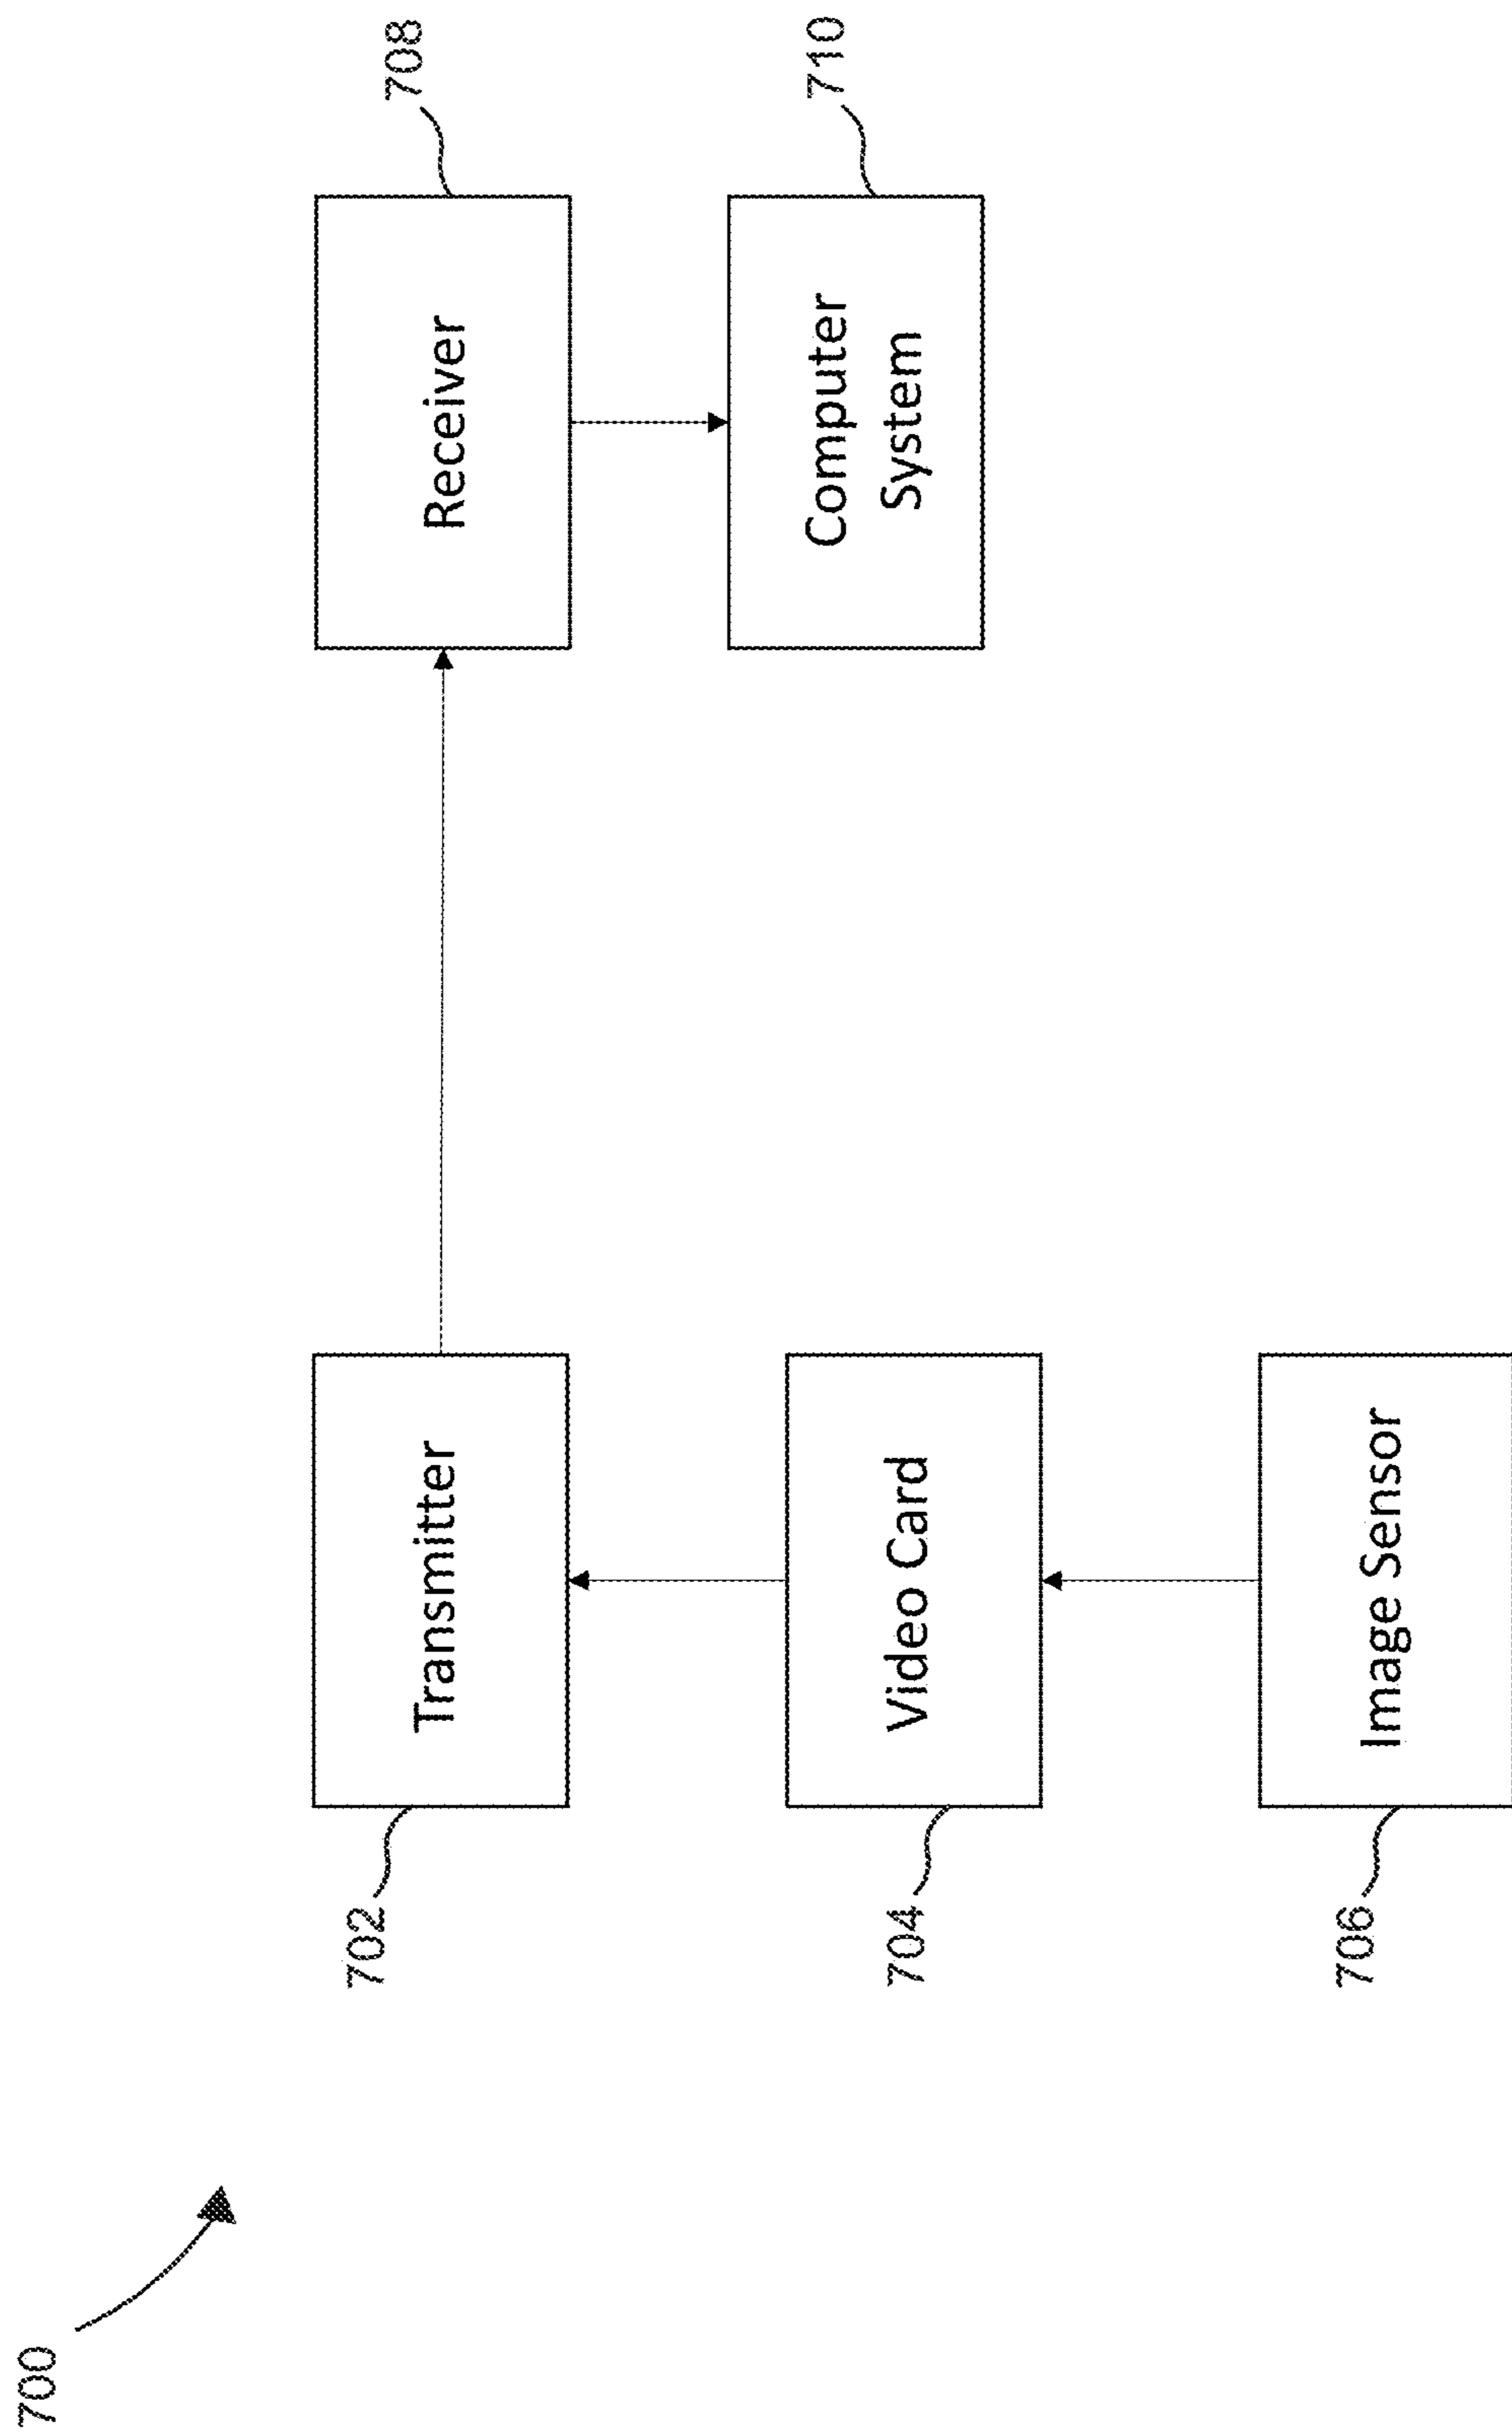 700
702
Transmitter
704
Video Card
706
Image Sensor
Receiver
708
Computer
System
710